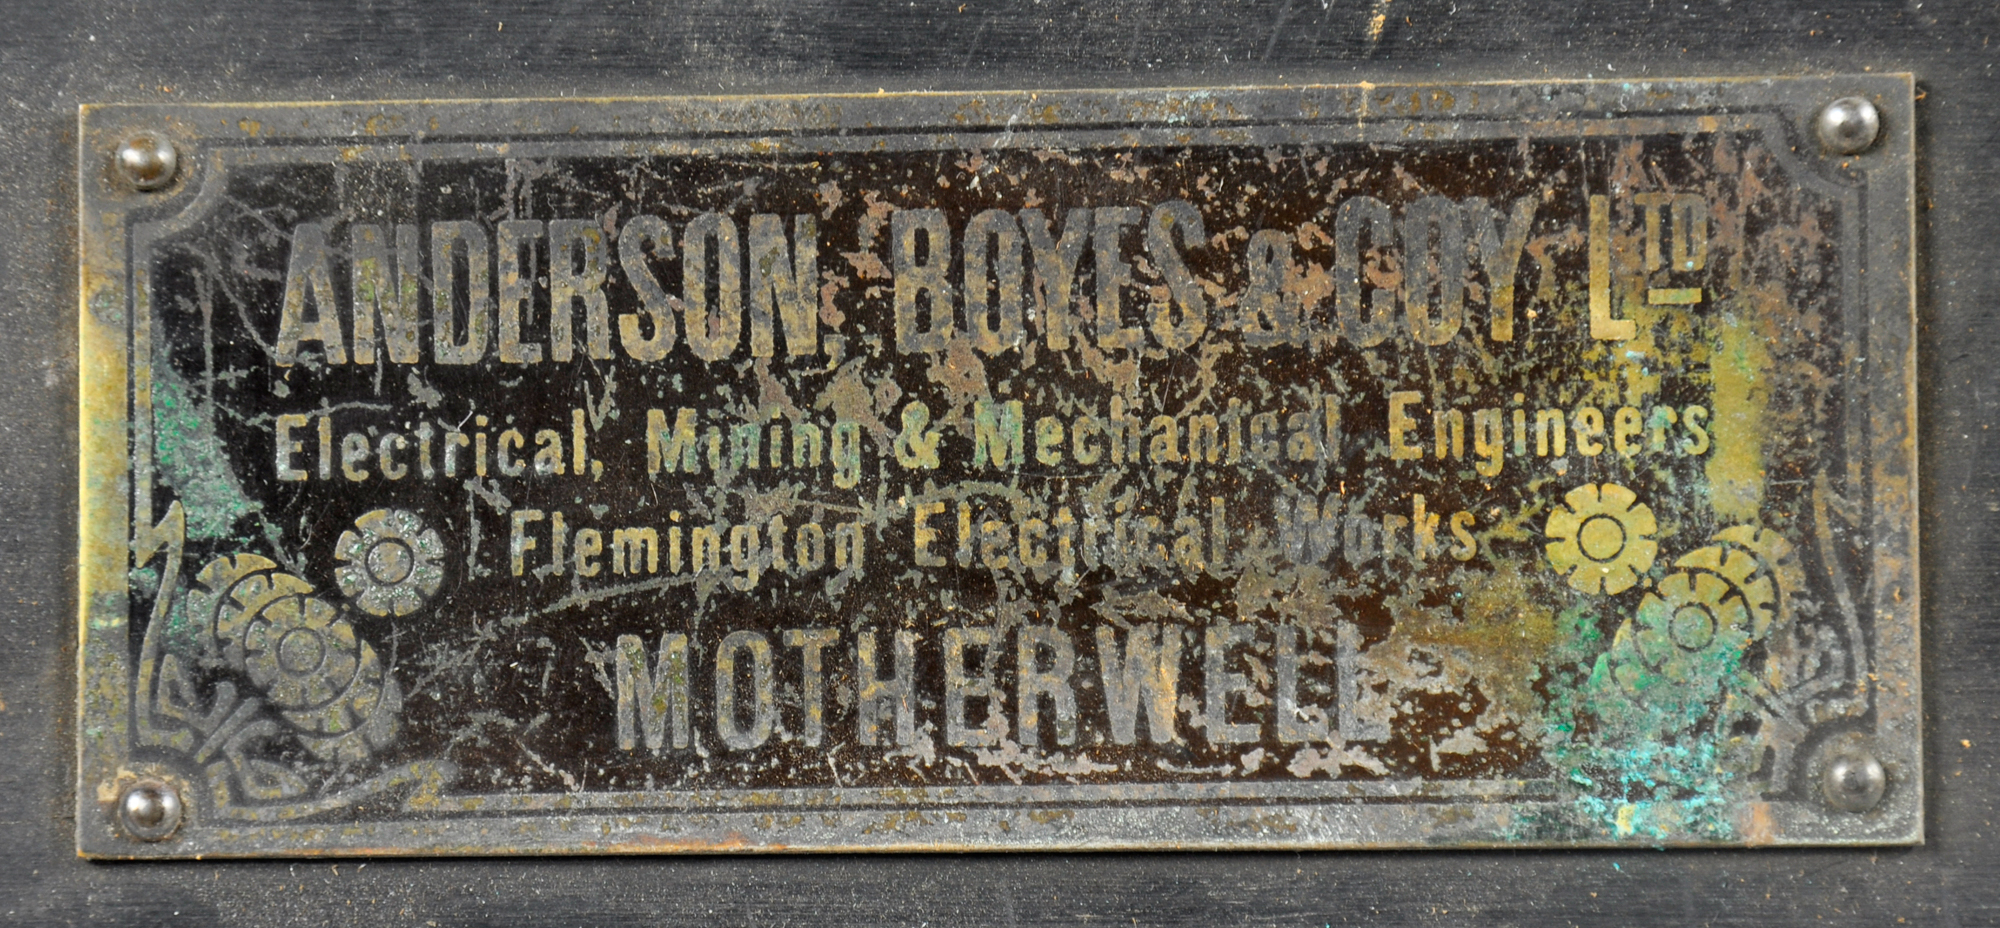 ANDERSON, BOYES & COY LTD
Electrical, Mining & Mechanical Engineers
Flemington Electrical Works
MOTHERWELL